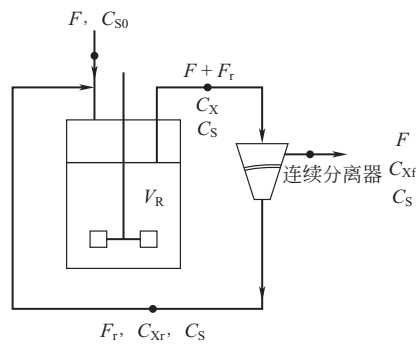 F, C_S0
F + F_r
C_X
C_S
F
连续分离器 C_Xf
C_S
V_R
F_r, C_Xr, C_S